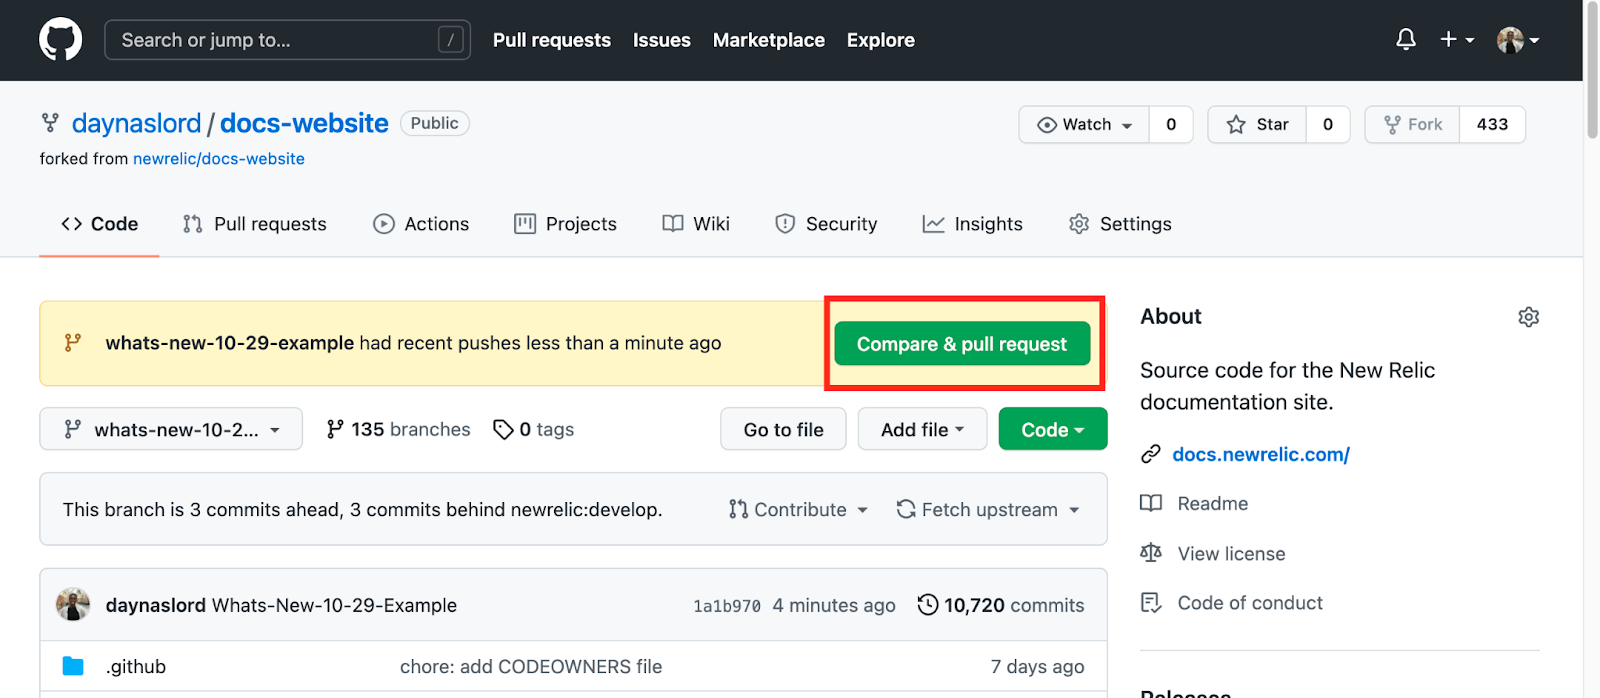 Search or jump to... / Pull requests Issues Marketplace Explore
daynaslord / docs-website Public Watch 0 Star 0 Fork 433
forked from newrelic/docs-website
Code Pull requests Actions Projects Wiki Security Insights Settings
whats-new-10-29-example had recent pushes less than a minute ago Compare & pull request
whats-new-10-2... 135 branches 0 tags Go to file Add file Code
This branch is 3 commits ahead, 3 commits behind newrelic:develop. Contribute Fetch upstream
daynaslord Whats-New-10-29-Example 1a1b970 4 minutes ago 10,720 commits
.github chore: add CODEOWNERS file 7 days ago
About
Source code for the New Relic
documentation site.
docs.newrelic.com/
Readme
View license
Code of conduct
Releases